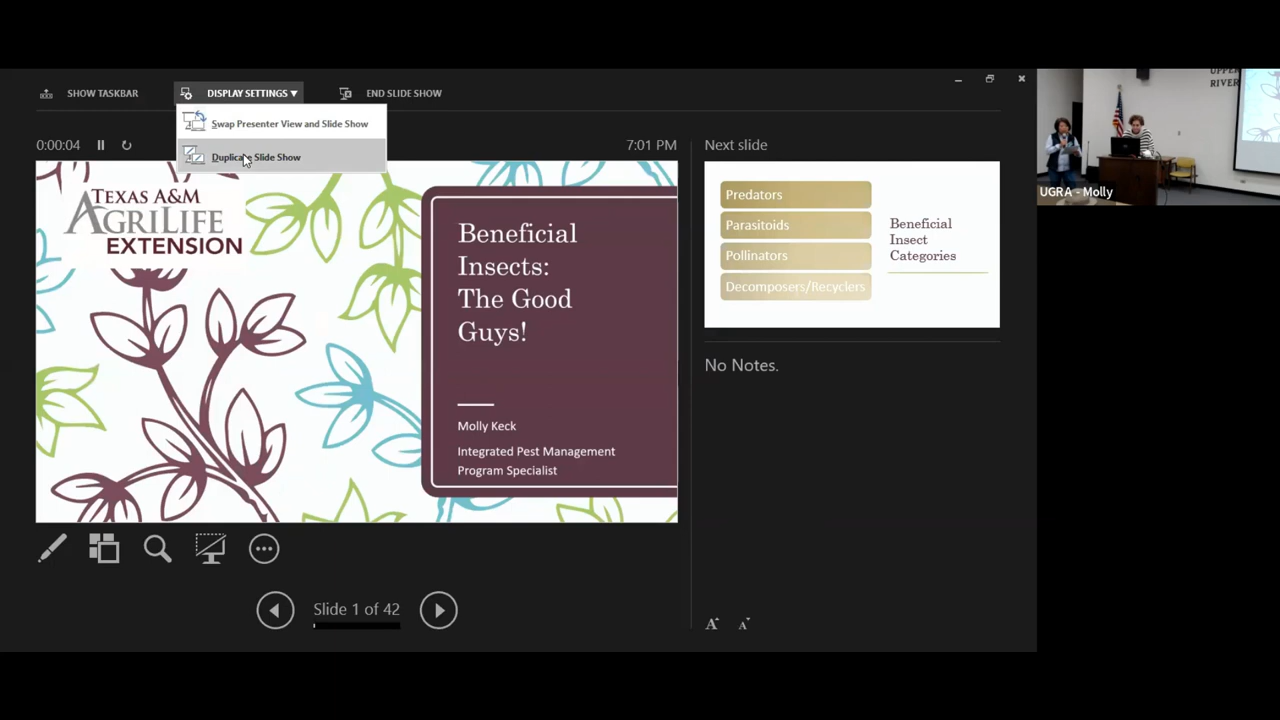 SHOW TASKBAR
DISPLAY SETTINGS ▼
END SLIDE SHOW
Swap Presenter View and Slide Show
Duplicate Slide Show
0:00:04
7:01 PM
TEXAS A&M
AGRILIFE
EXTENSION
Beneficial
Insects:
The Good
Guys!
Molly Keck
Integrated Pest Management
Program Specialist
Slide 1 of 42
Next slide
Predators
Parasitoids
Pollinators
Decomposers/Recyclers
Beneficial
Insect
Categories
No Notes.
A A
UPPER
RIVER
UGRA - Molly